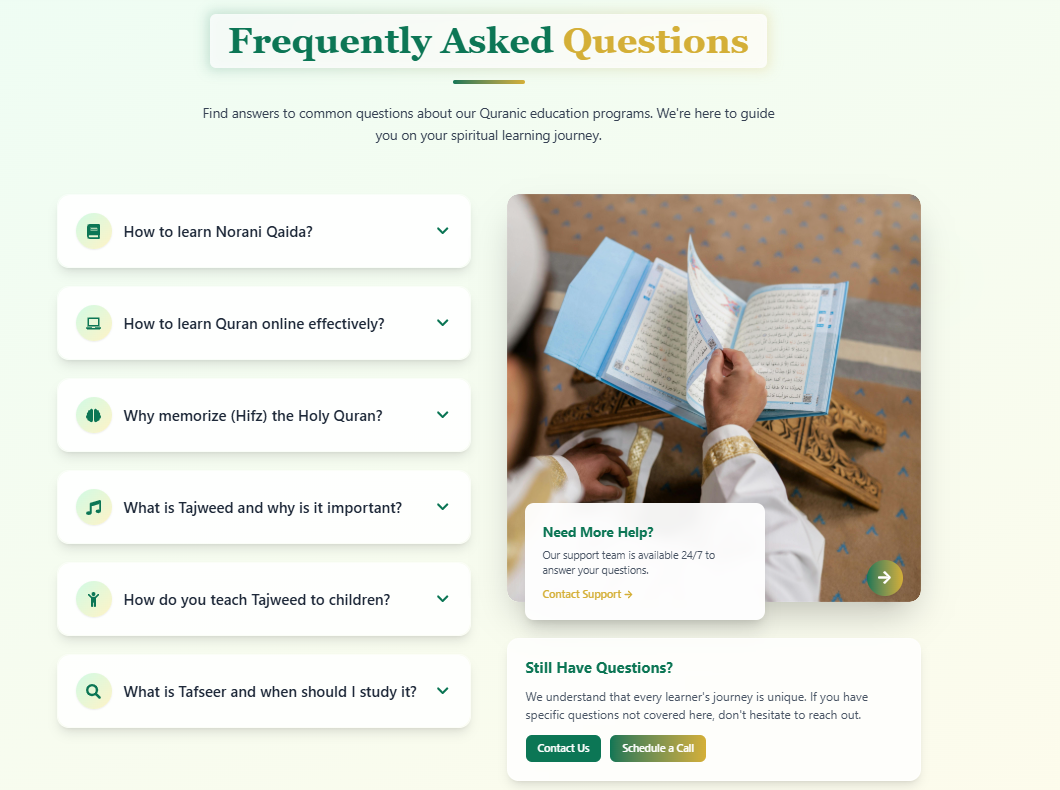 Frequently Asked Questions
Find answers to common questions about our Quranic education programs. We're here to guide
you on your spiritual learning journey.
How to learn Norani Qaida?
How to learn Quran online effectively?
Why memorize (Hifz) the Holy Quran?
What is Tajweed and why is it important?
How do you teach Tajweed to children?
What is Tafseer and when should I study it?
Need More Help?
Our support team is available 24/7 to
answer your questions.
Contact Support →
Still Have Questions?
We understand that every learner's journey is unique. If you have
specific questions not covered here, don't hesitate to reach out.
Contact Us
Schedule a Call